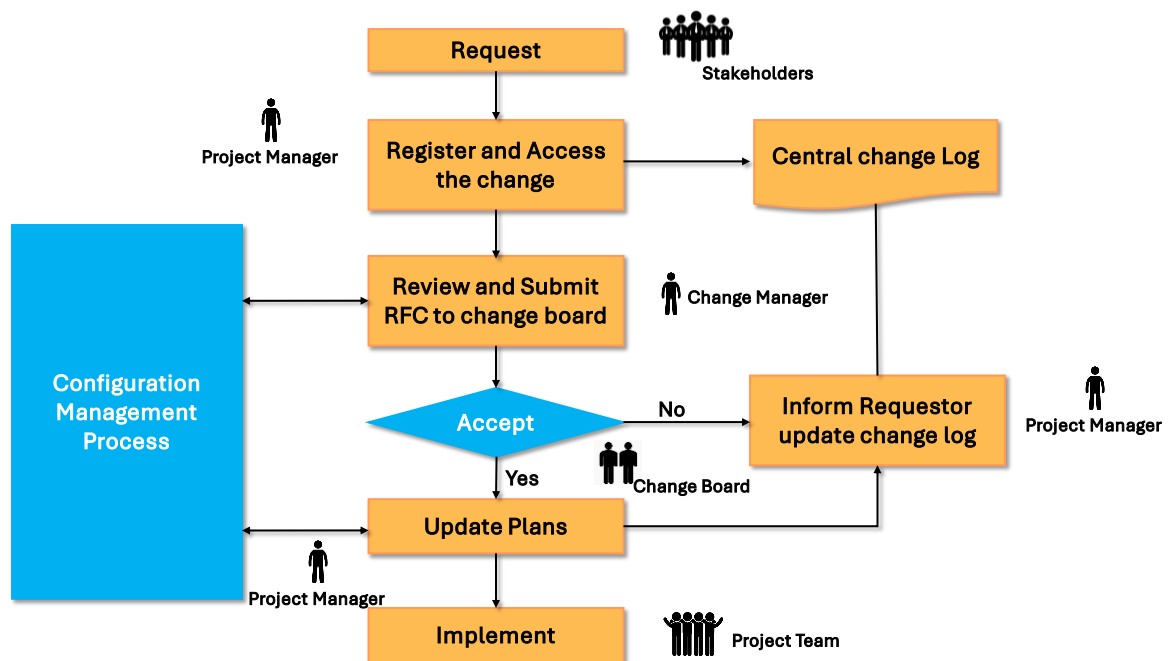 Request
Stakeholders
Project Manager
Register and Access
the change
Central change Log
Review and Submit
RFC to change board
Change Manager
Configuration
Management
Process
Accept
No
Inform Requestor
update change log
Project Manager
Yes
Change Board
Update Plans
Project Manager
Implement
Project Team